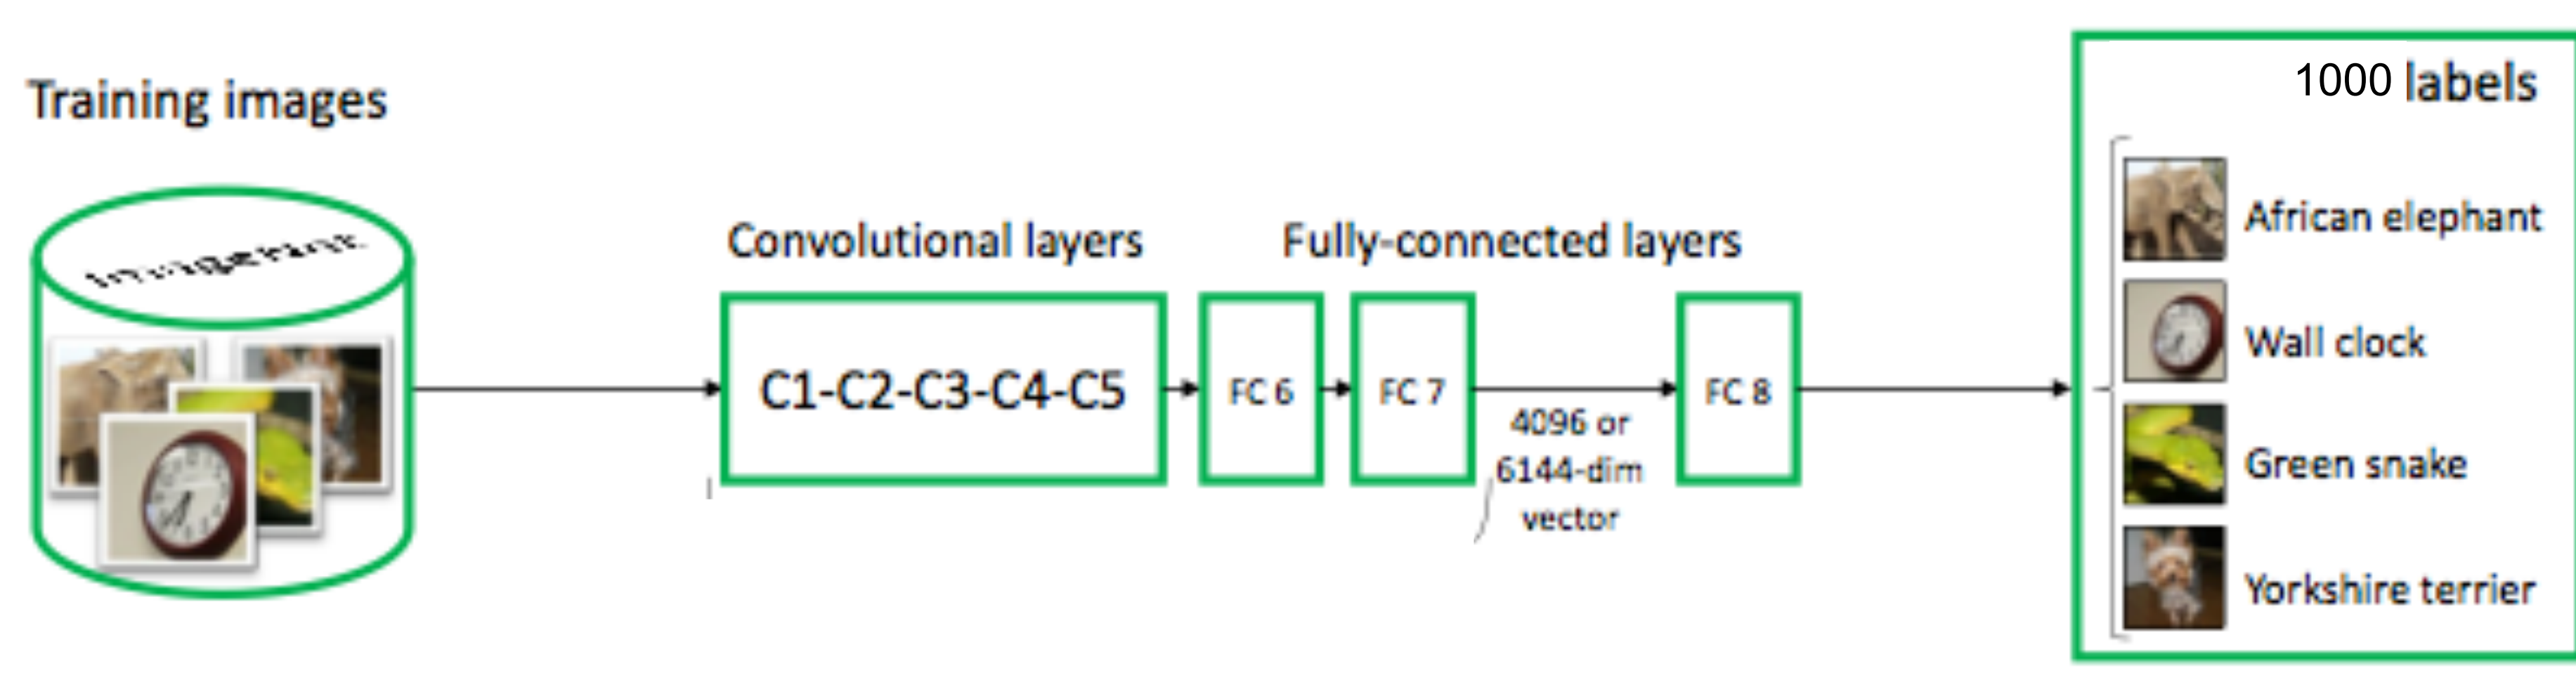 Training images
Convolutional layers
C1-C2-C3-C4-C5
Fully-connected layers
FC 6
FC 7
4096 or
6144-dim
vector
FC 8
1000 labels
African elephant
Wall clock
Green snake
Yorkshire terrier